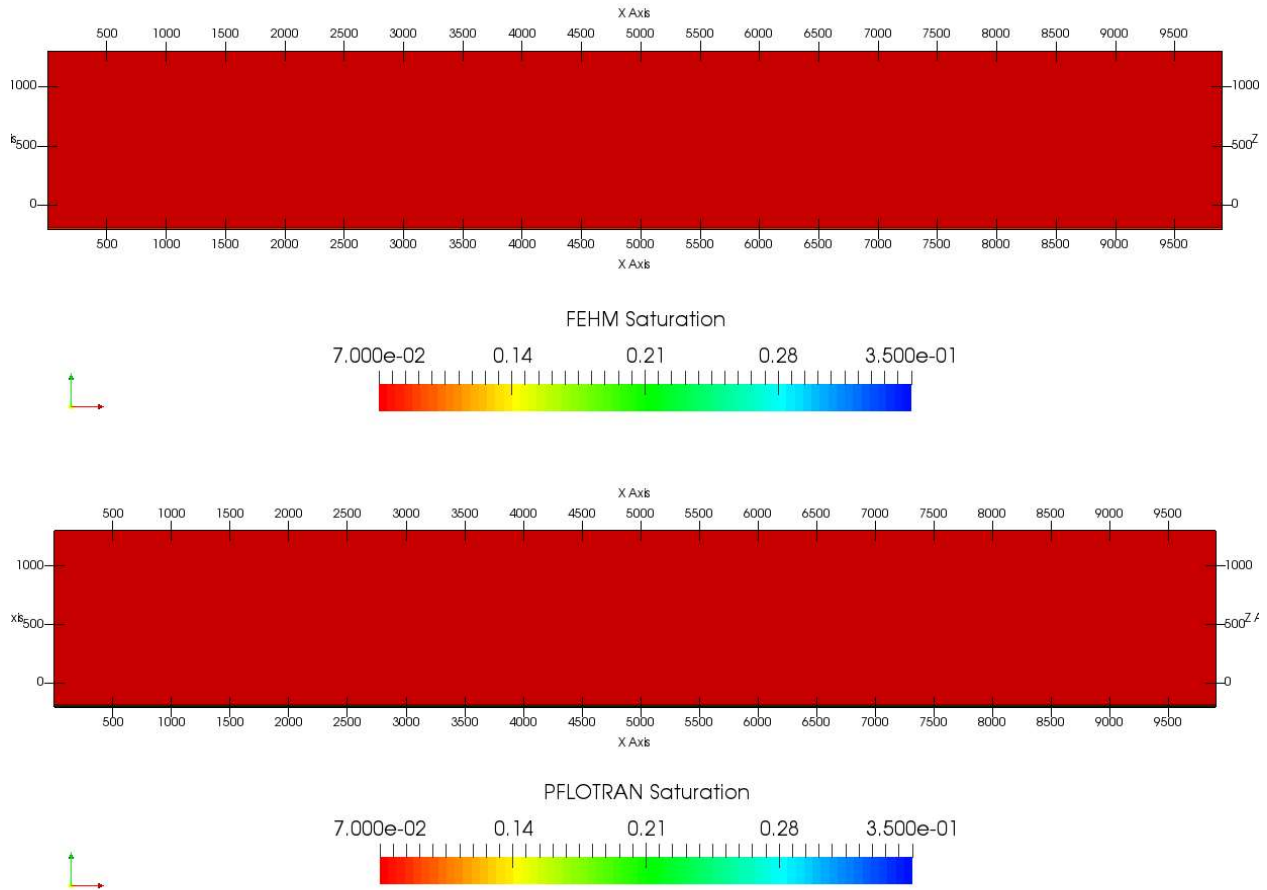 X Axis
500 1000 1500 2000 2500 3000 3500 4000 4500 5000 5500 6000 6500 7000 7500 8000 8500 9000 9500
1000 1000
is 500 500 Z
0 0
500 1000 1500 2000 2500 3000 3500 4000 4500 5000 5500 6000 6500 7000 7500 8000 8500 9000 9500
X Axis
FEHM Saturation
7.000e-02 0.14 0.21 0.28 3.500e-01
X Axis
500 1000 1500 2000 2500 3000 3500 4000 4500 5000 5500 6000 6500 7000 7500 8000 8500 9000 9500
1000 1000
xis 500 500 Z A
0 0
500 1000 1500 2000 2500 3000 3500 4000 4500 5000 5500 6000 6500 7000 7500 8000 8500 9000 9500
X Axis
PFLOTRAN Saturation
7.000e-02 0.14 0.21 0.28 3.500e-01